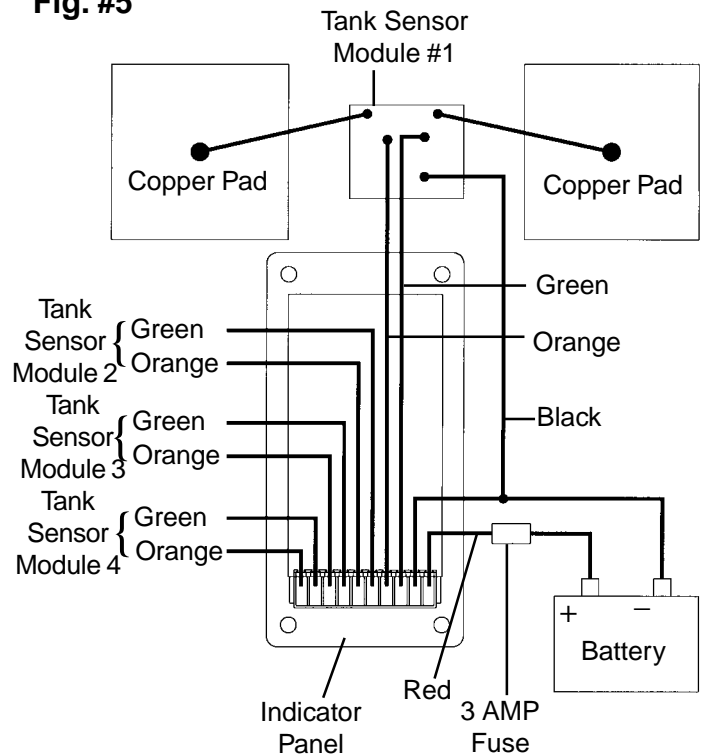 Fig. #5
Tank Sensor
Module #1
Copper Pad
Copper Pad
Green
Orange
Black
Tank
Sensor
Module 2
Green
Orange
Tank
Sensor
Module 3
Green
Orange
Tank
Sensor
Module 4
Green
Orange
+ −
Battery
Red
3 AMP
Fuse
Indicator
Panel